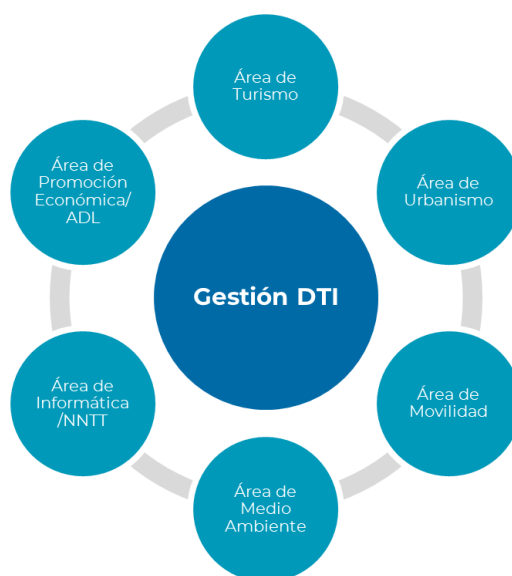 Área de
Turismo
Área de
Promoción
Económica/
ADL
Área de
Urbanismo
Gestión DTI
Área de
Informática
/NNTT
Área de
Movilidad
Área de
Medio
Ambiente